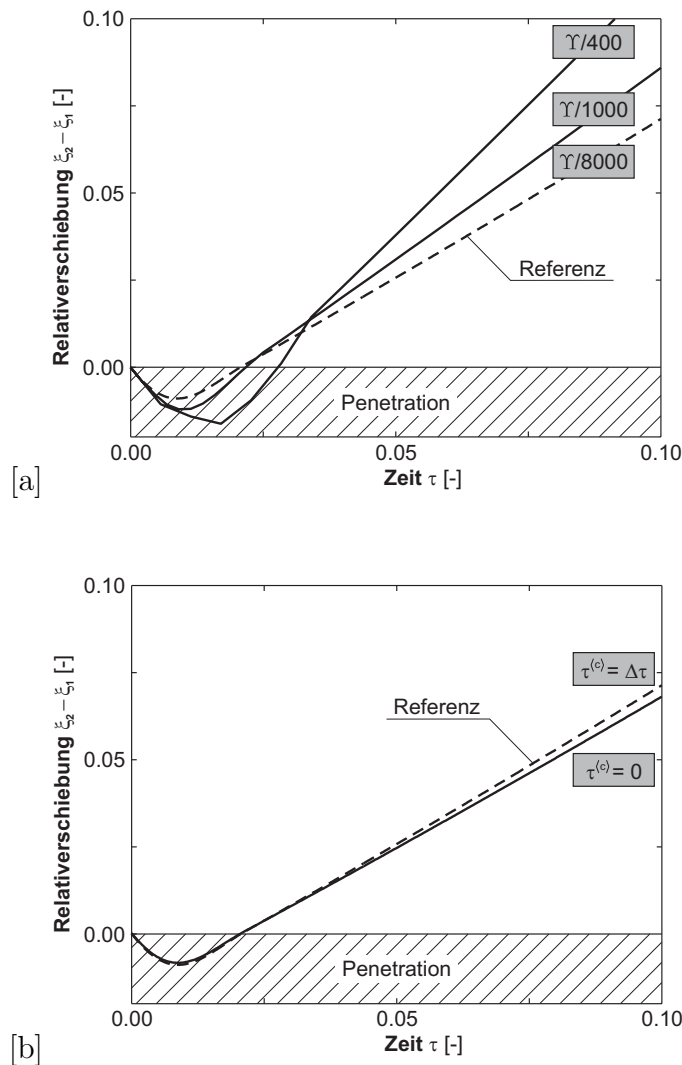 0.10
ϒ/400
ϒ/1000
ϒ/8000
0.05
Referenz
Relativverschiebung ξ₂ − ξ₁ [-]
0.00
Penetration
0.00
0.05
0.10
Zeit τ [-]
[a]
0.10
τ⁽ᶜ⁾ = Δτ
Referenz
0.05
τ⁽ᶜ⁾ = 0
Relativverschiebung ξ₂ − ξ₁ [-]
0.00
Penetration
0.00
0.05
0.10
Zeit τ [-]
[b]